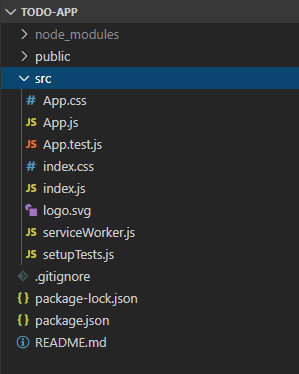 TODO-APP
node_modules
public
src
# App.css
JS App.js
JS App.test.js
# index.css
JS index.js
logo.svg
JS serviceWorker.js
JS setupTests.js
.gitignore
{} package-lock.json
{} package.json
README.md